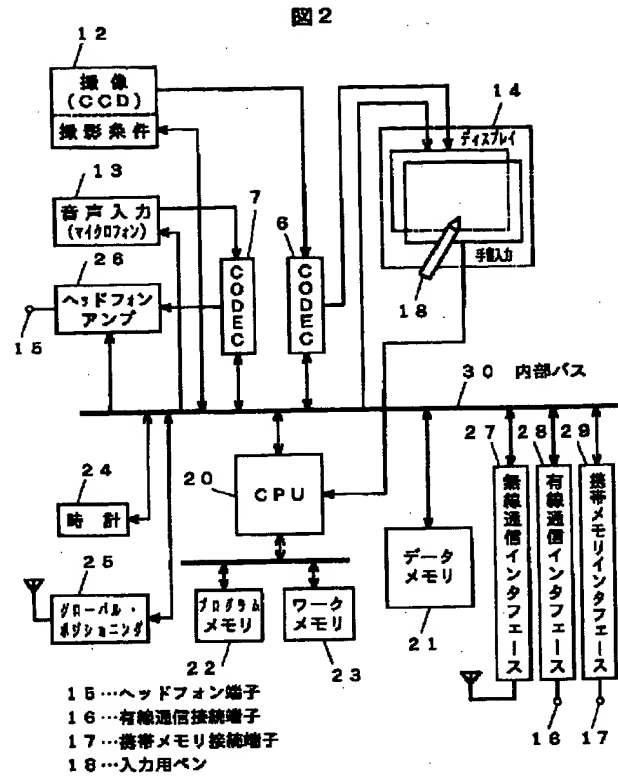 図2
12
撮像
(CCD)
撮影条件
13
音声入力
(マイクロフォン)
26
ヘッドフォン
アンプ
15
7
CODEC
6
CODEC
14
ディスプレイ
手書入力
18
30 内部バス
24
時計
25
グローバル・
ポジショニング
20
CPU
プログラム
メモリ
22
ワーク
メモリ
23
データ
メモリ
21
27
無線通信インタフェース
28
有線通信インタフェース
29
携帯メモリインタフェース
16
17
15…ヘッドフォン端子
16…有線通信接続端子
17…携帯メモリ接続端子
18…入力用ペン